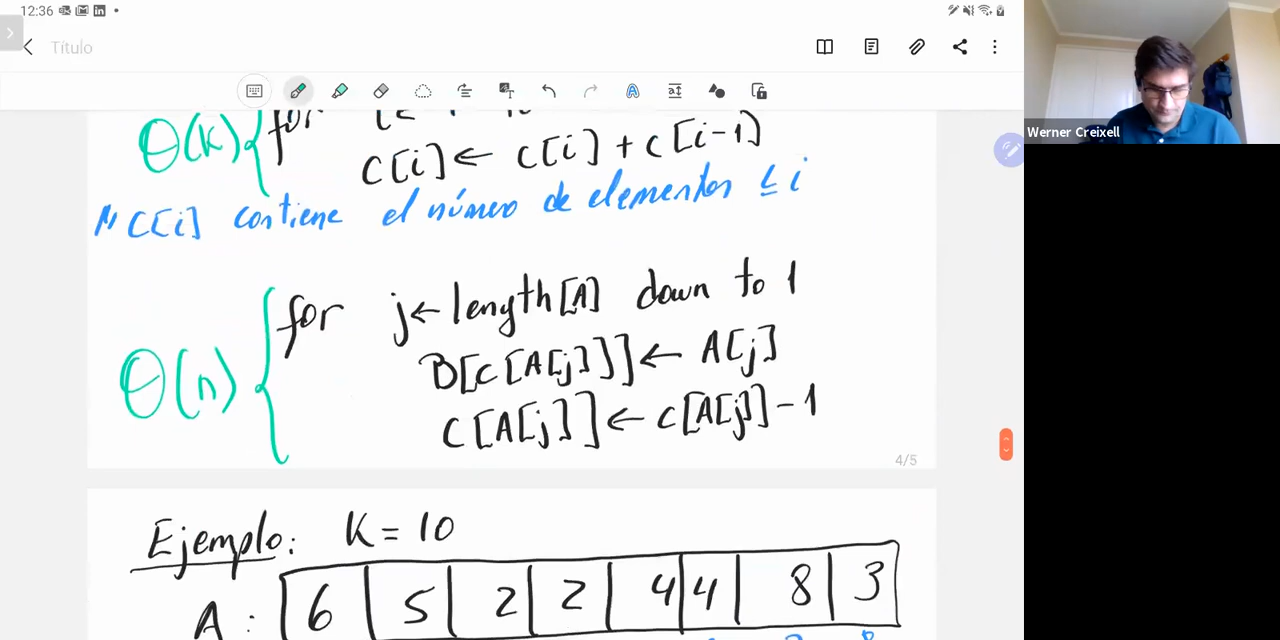 12:36
Título
Werner Creixell
Θ(k) { for
C[i] ← C[i] + C[i-1]
// C[i] contiene el número de elementos ≤ i
for j ← length[A] down to 1
Θ(n) { B[C[A[j]]] ← A[j]
C[A[j]] ← C[A[j]] - 1
4/5
Ejemplo: K = 10
A: 6 5 2 2 4 4 8 3